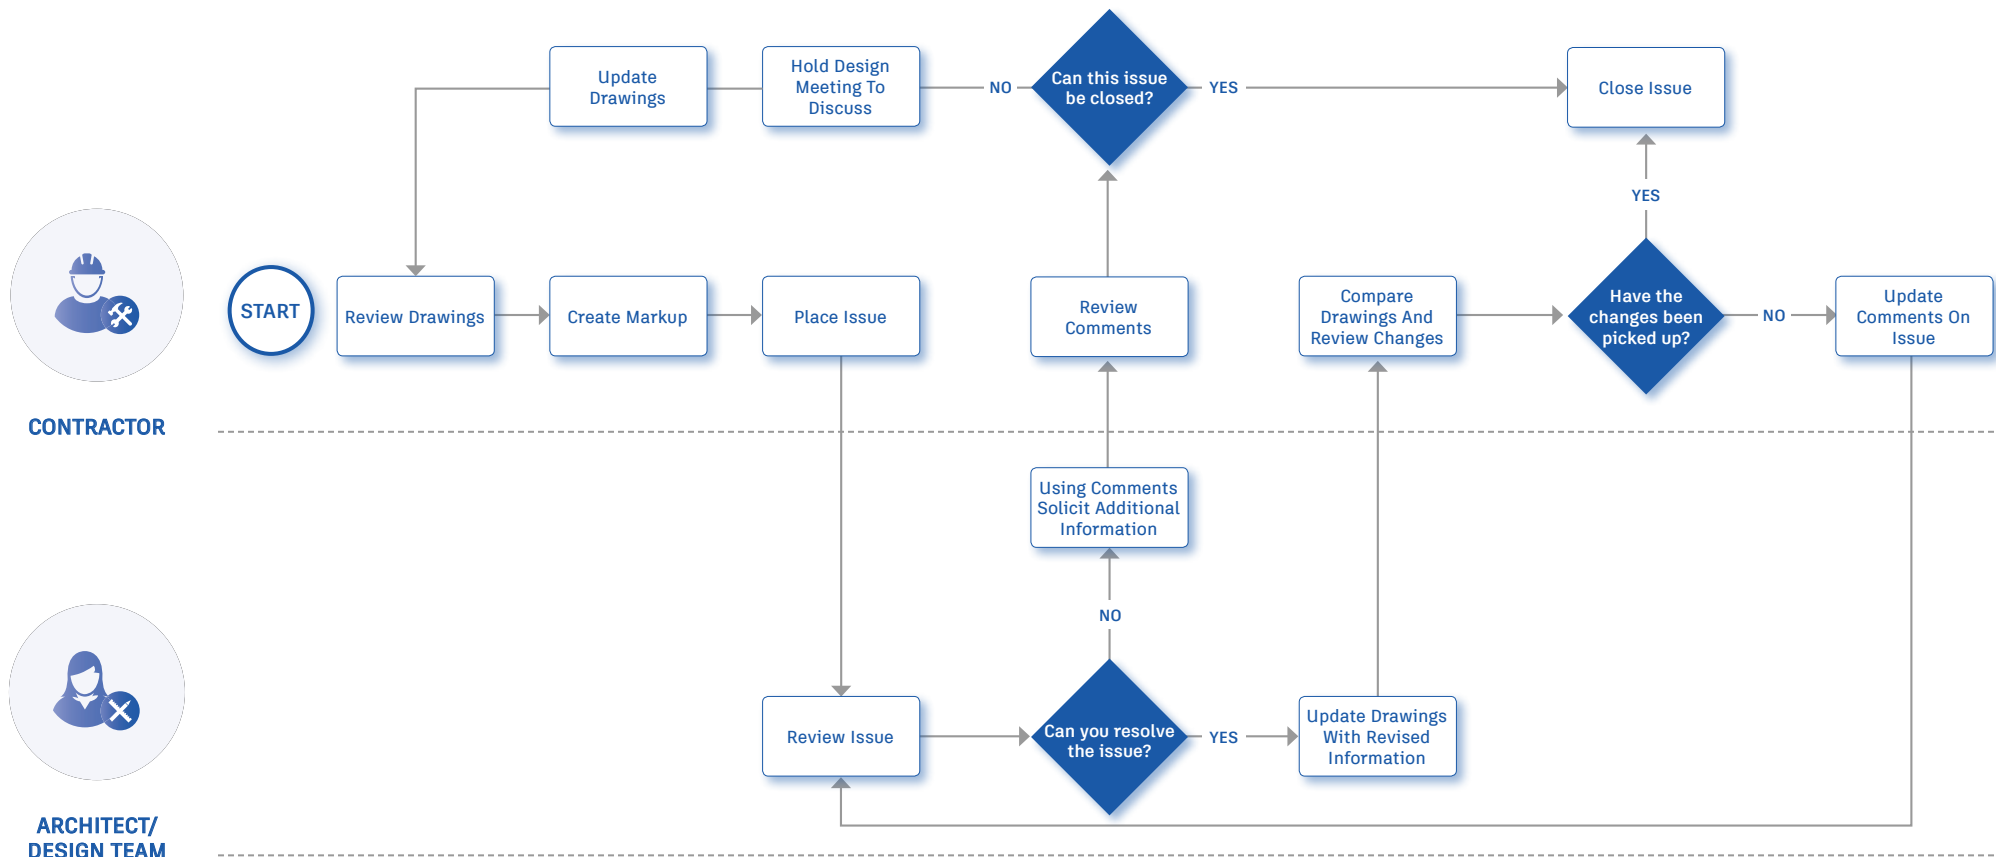 Update
Drawings
Hold Design
Meeting To
Discuss
NO
Can this issue
be closed?
YES
Close Issue
YES
START
Review Drawings
Create Markup
Place Issue
Review
Comments
Compare
Drawings And
Review Changes
Have the
changes been
picked up?
NO
Update
Comments On
Issue
CONTRACTOR
Using Comments
Solicit Additional
Information
NO
Review Issue
Can you resolve
the issue?
YES
Update Drawings
With Revised
Information
ARCHITECT/
DESIGN TEAM